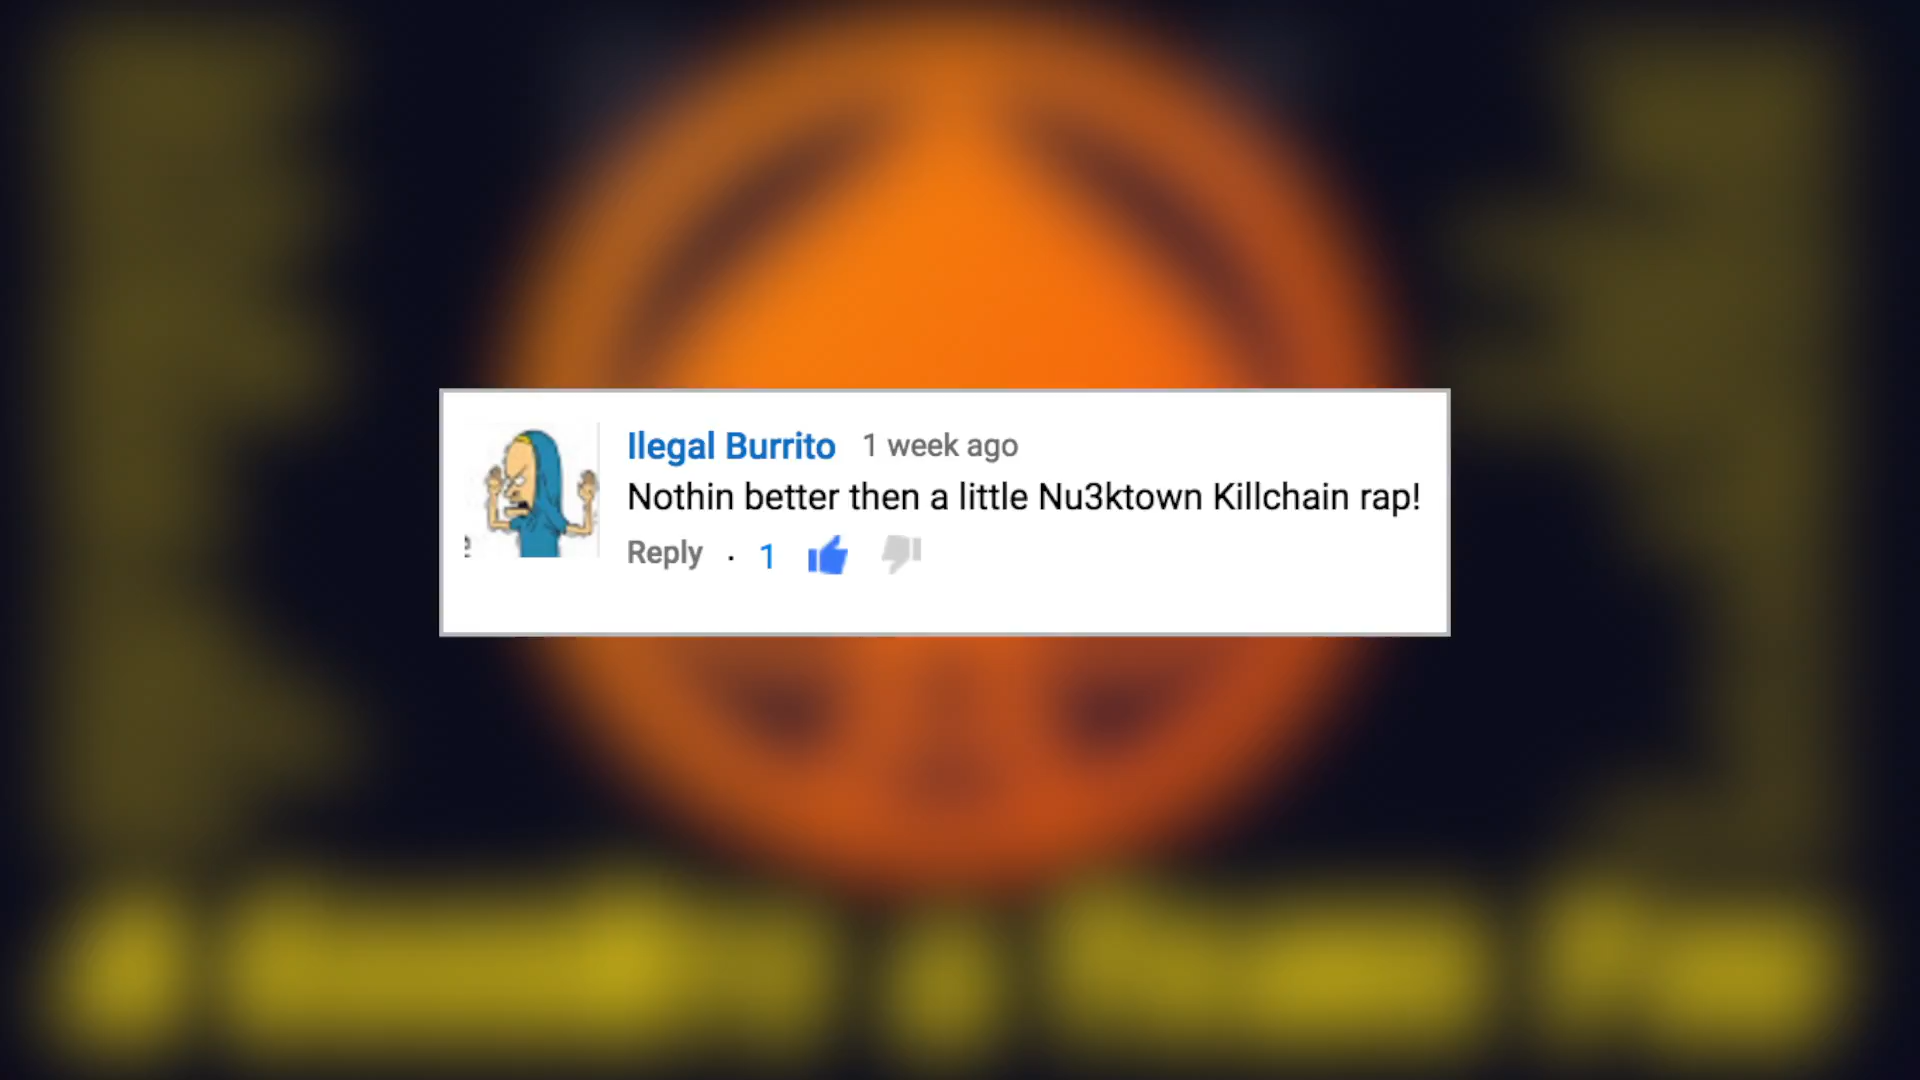 Ilegal Burrito 1 week ago
Nothin better then a little Nu3ktown Killchain rap!
Reply · 1